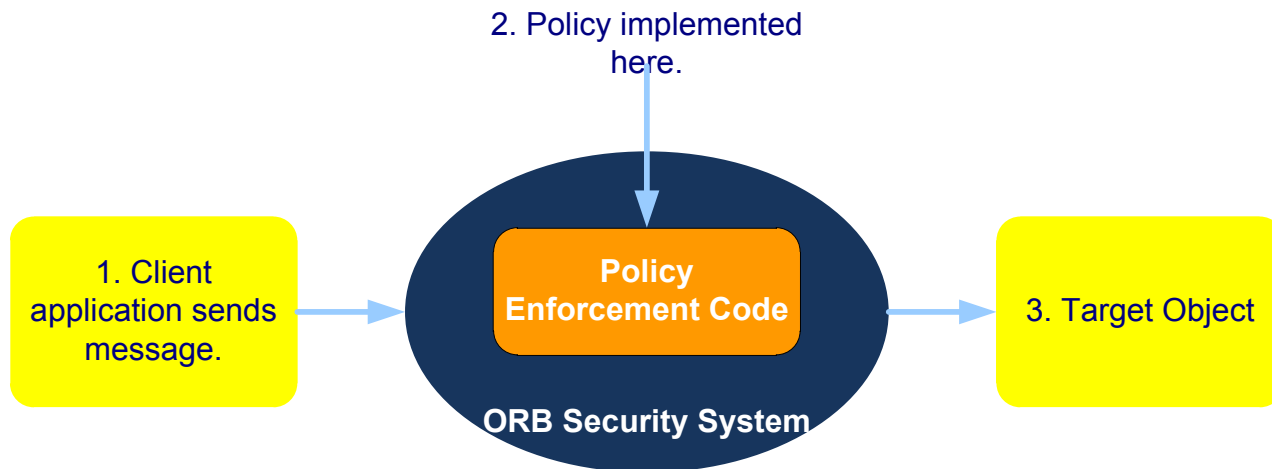 2. Policy implemented
here.
1. Client
application sends
message.
Policy
Enforcement Code
3. Target Object
ORB Security System